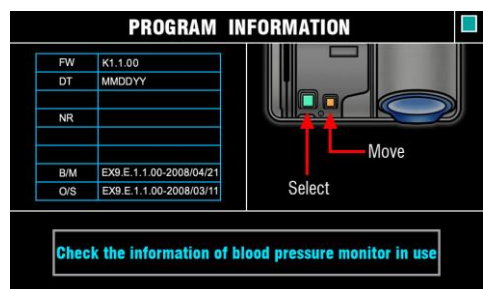 PROGRAM INFORMATION
FW K1.1.00
DT MMDDYY
NR
B/M EX9.E.1.1.00-2008/04/21
O/S EX9.E.1.1.00-2008/03/11
Move
Select
Check the information of blood pressure monitor in use